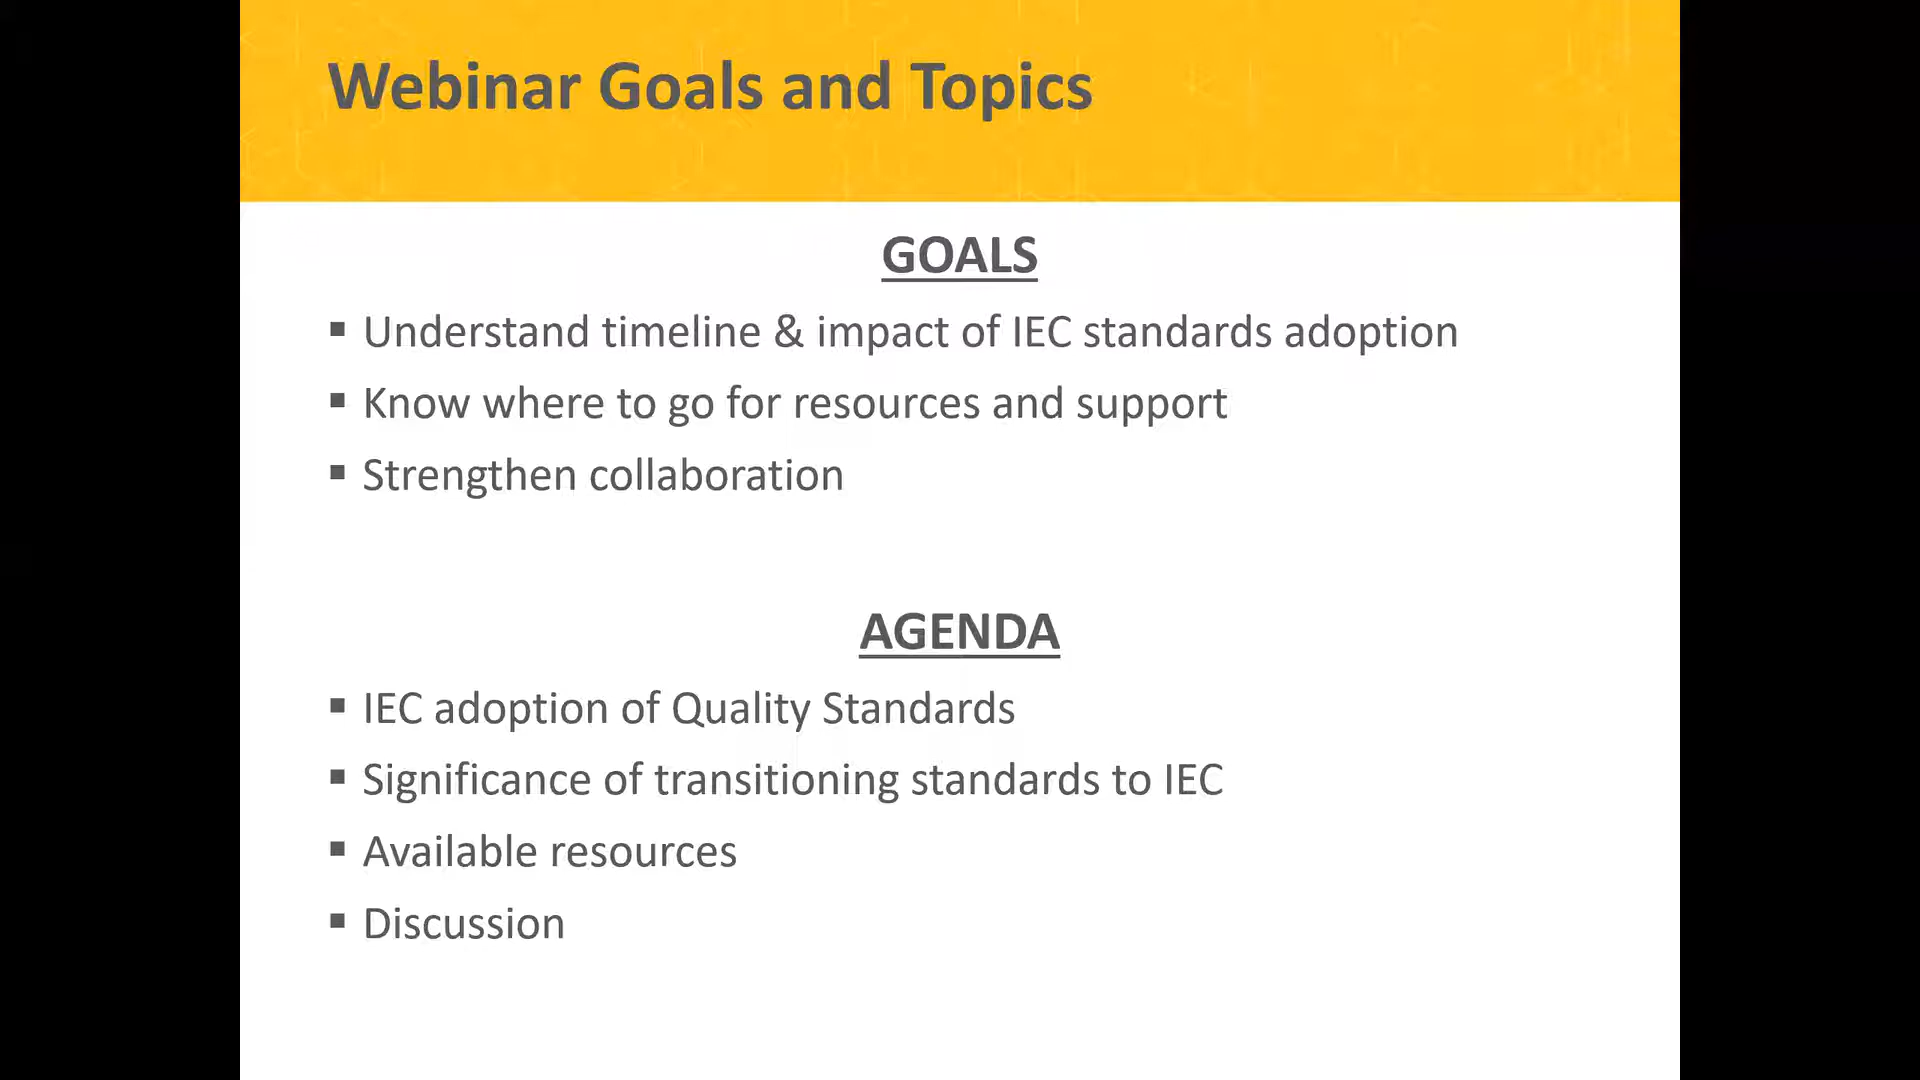 Webinar Goals and Topics
GOALS
▪ Understand timeline & impact of IEC standards adoption
▪ Know where to go for resources and support
▪ Strengthen collaboration
AGENDA
▪ IEC adoption of Quality Standards
▪ Significance of transitioning standards to IEC
▪ Available resources
▪ Discussion